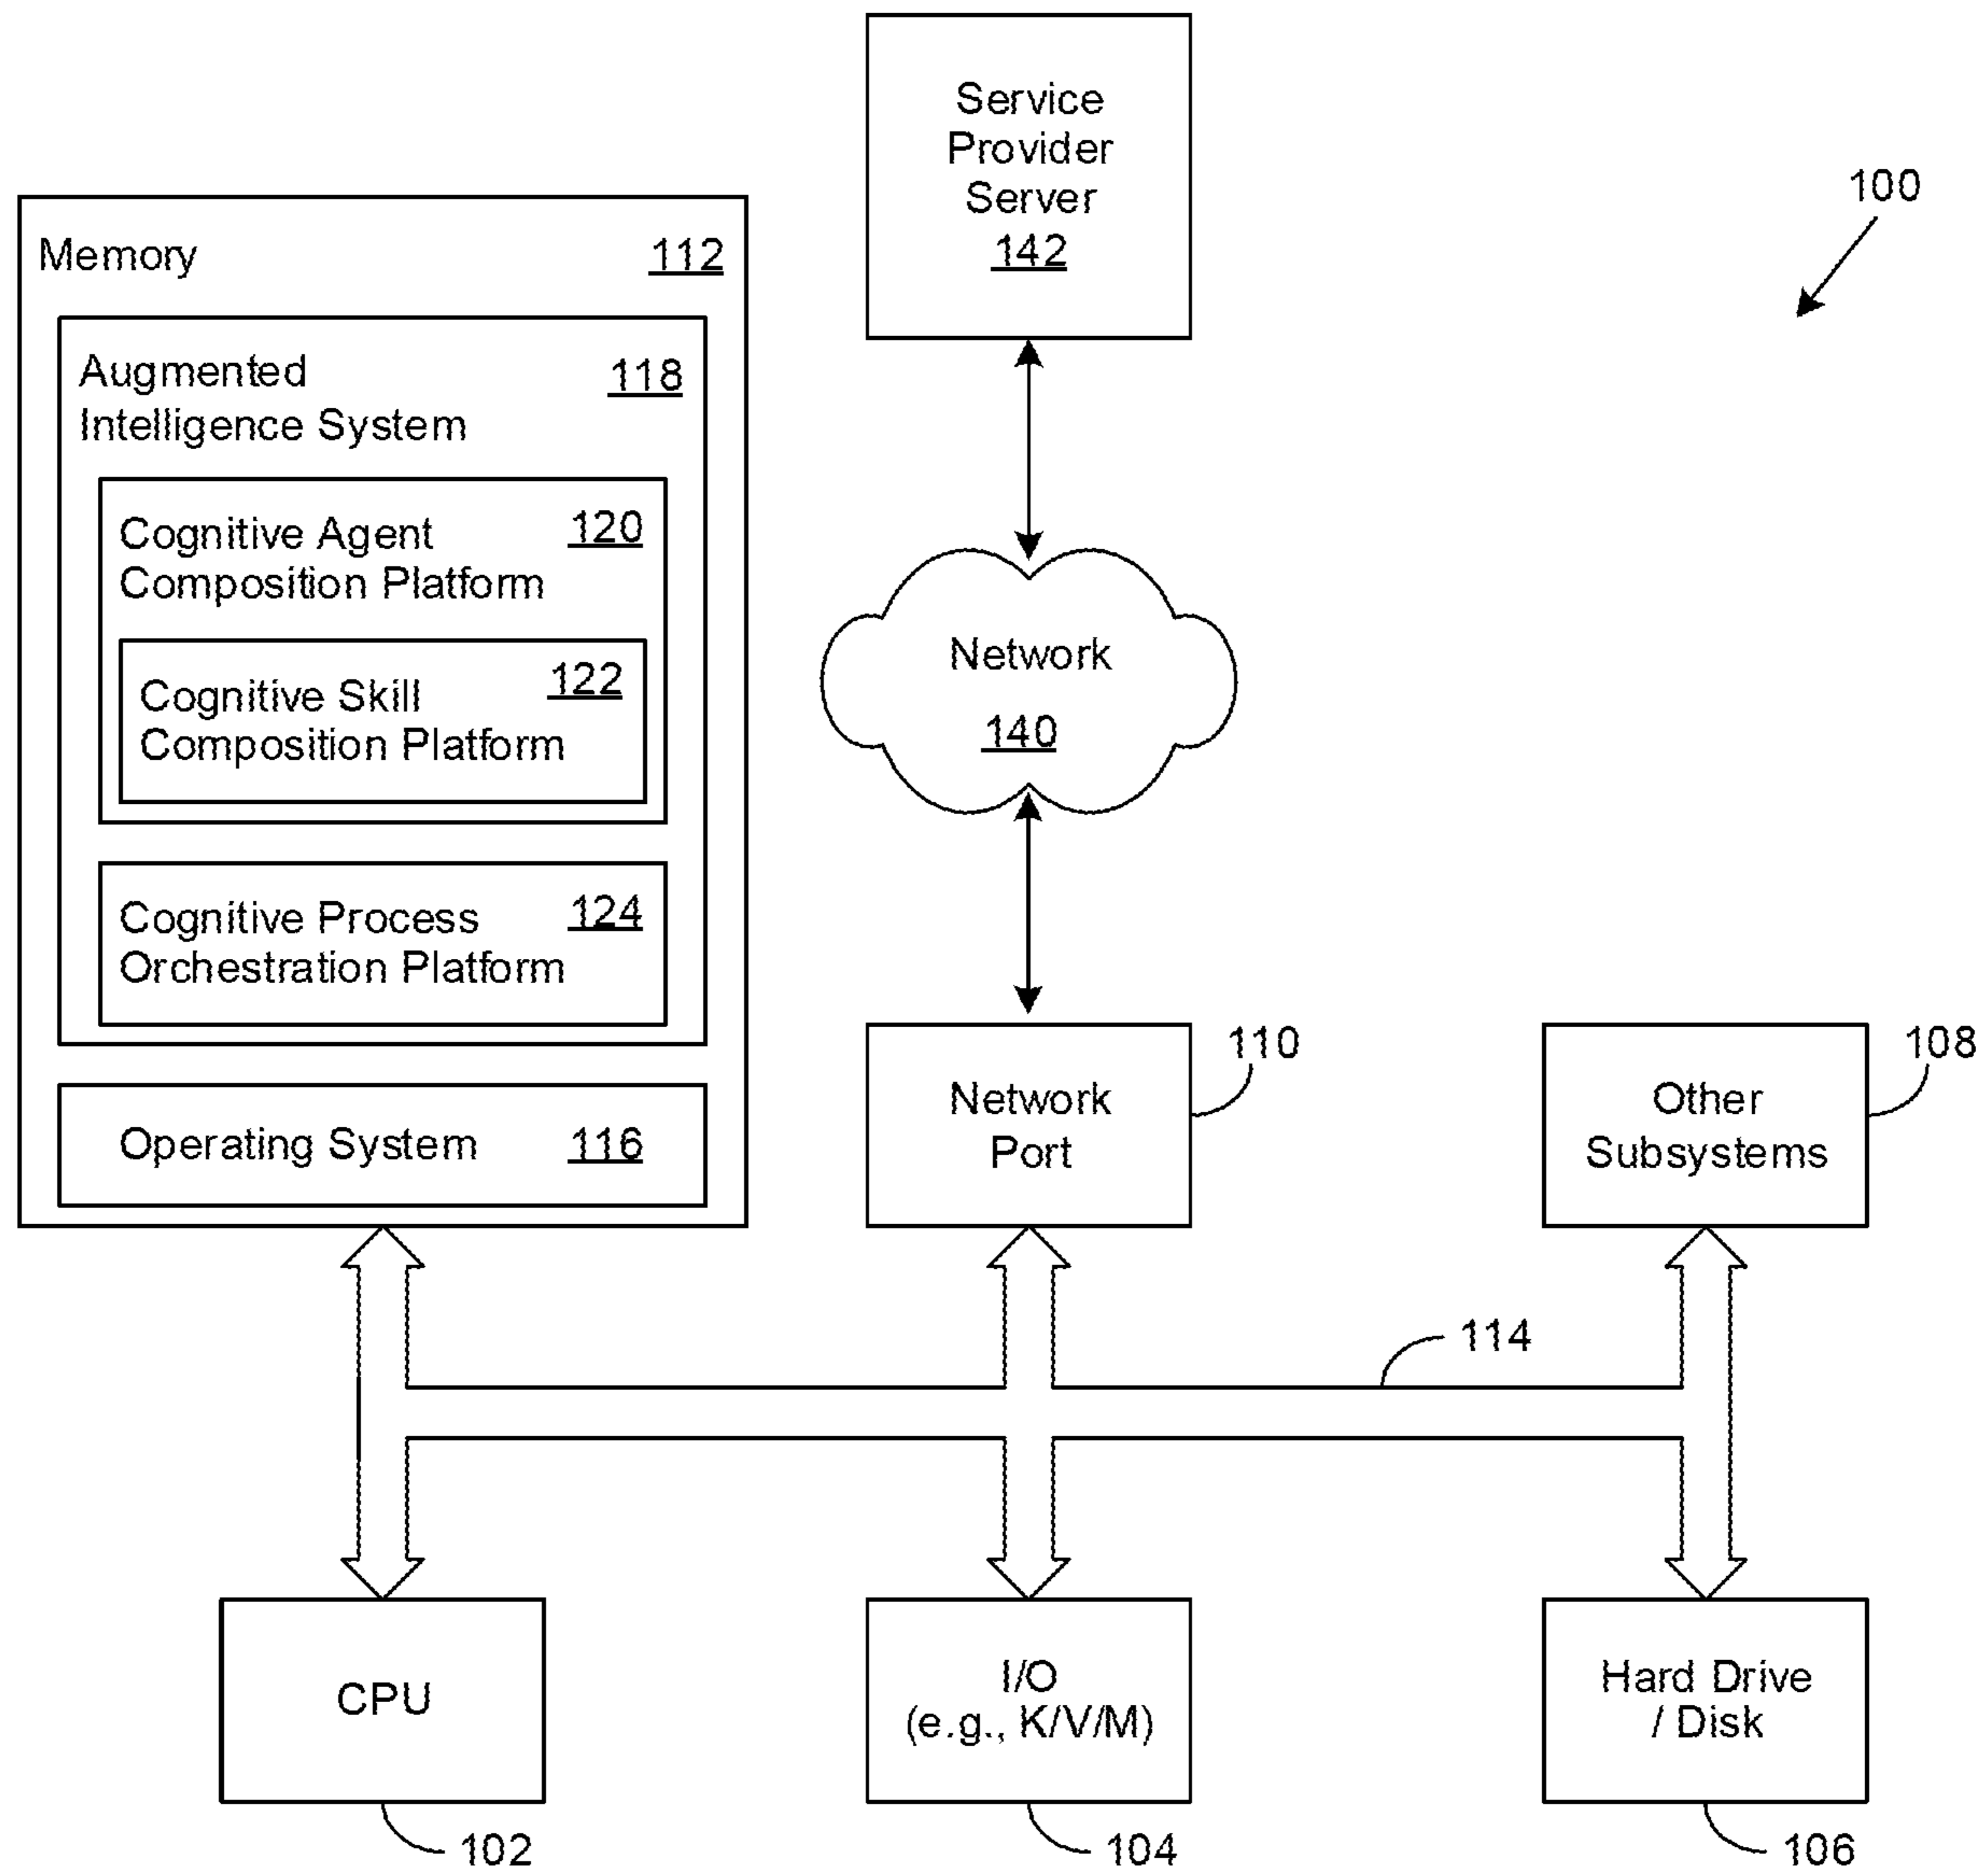 Service
Provider
Server
142
100
Memory 112
Augmented 118
Intelligence System
Cognitive Agent 120
Composition Platform
Cognitive Skill 122
Composition Platform
Cognitive Process 124
Orchestration Platform
Operating System 116
Network
140
Network
Port
110
Other
Subsystems
108
114
CPU
102
I/O
(e.g., K/V/M)
104
Hard Drive
/ Disk
106